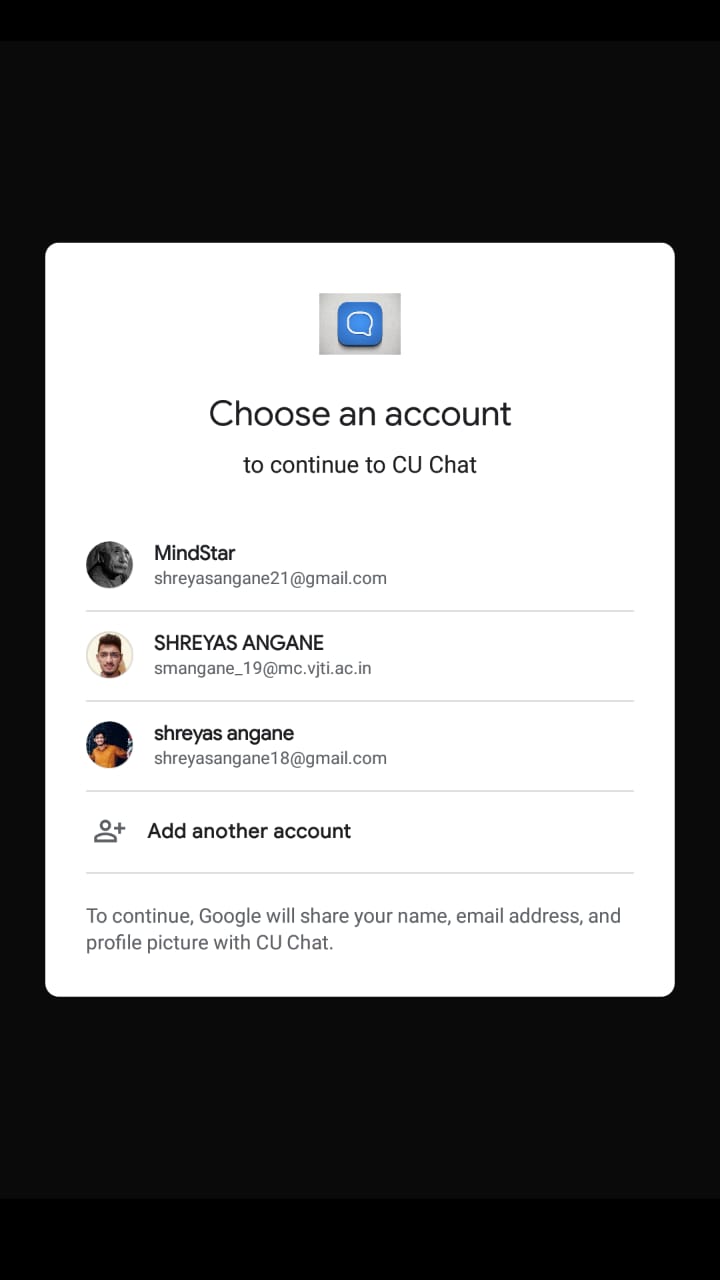 Choose an account
to continue to CU Chat
MindStar
shreyasangane21@gmail.com
SHREYAS ANGANE
smangane_19@mc.vjti.ac.in
shreyas angane
shreyasangane18@gmail.com
Add another account
To continue, Google will share your name, email address, and
profile picture with CU Chat.